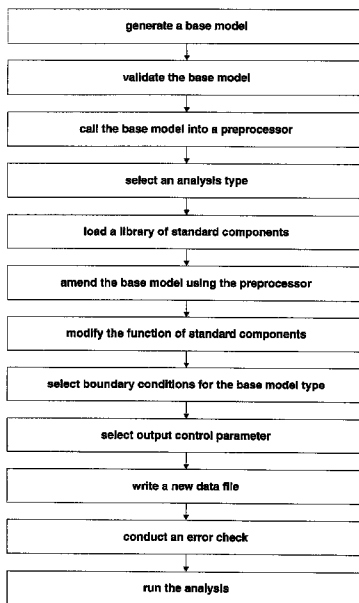 generate a base model
validate the base model
call the base model into a preprocessor
select an analysis type
load a library of standard components
amend the base model using the preprocessor
modify the function of standard components
select boundary conditions for the base model type
select output control parameter
write a new data file
conduct an error check
run the analysis